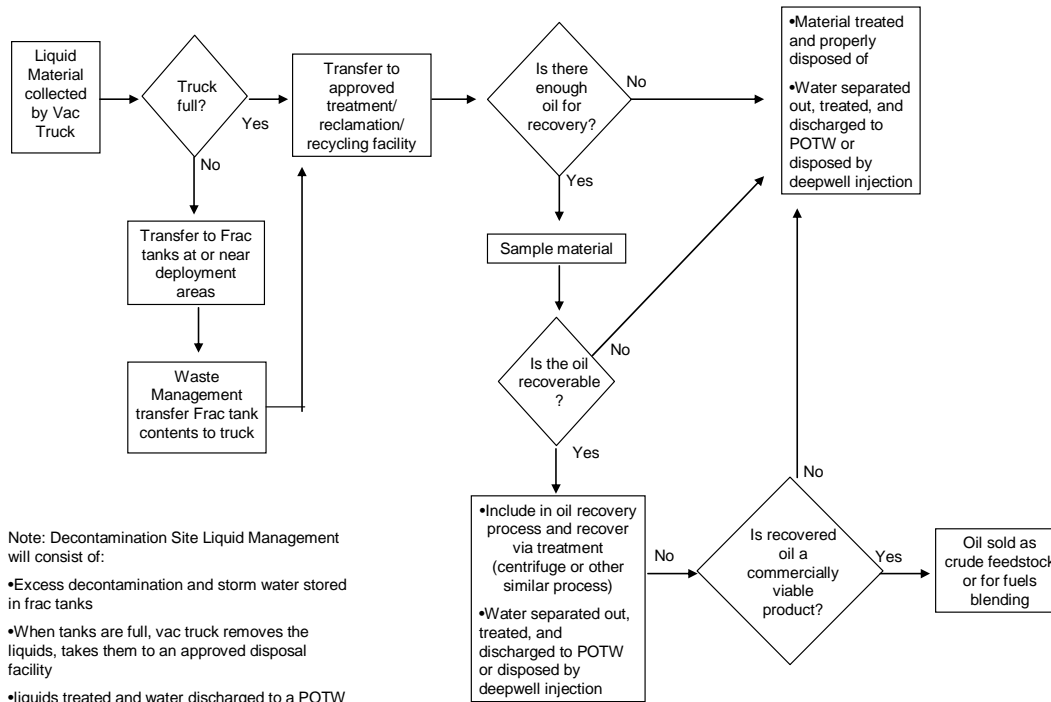 Liquid
Material
collected
by Vac
Truck
Truck
full?
Yes
No
Transfer to
approved
treatment/
reclamation/
recycling facility
Is there
enough
oil for
recovery?
No
Yes
•Material treated
and properly
disposed of
•Water separated
out, treated, and
discharged to
POTW or
disposed by
deepwell injection
Transfer to Frac
tanks at or near
deployment
areas
Sample material
Waste
Management
transfer Frac tank
contents to truck
Is the oil
recoverable
?
No
Yes
•Include in oil recovery
process and recover
via treatment
(centrifuge or other
similar process)
•Water separated out,
treated, and
discharged to POTW
or disposed by
deepwell injection
No
Is recovered
oil a
commercially
viable
product?
No
Yes
Oil sold as
crude feedstock
or for fuels
blending
Note: Decontamination Site Liquid Management
will consist of:
•Excess decontamination and storm water stored
in frac tanks
•When tanks are full, vac truck removes the
liquids, takes them to an approved disposal
facility
•liquids treated and water discharged to a POTW